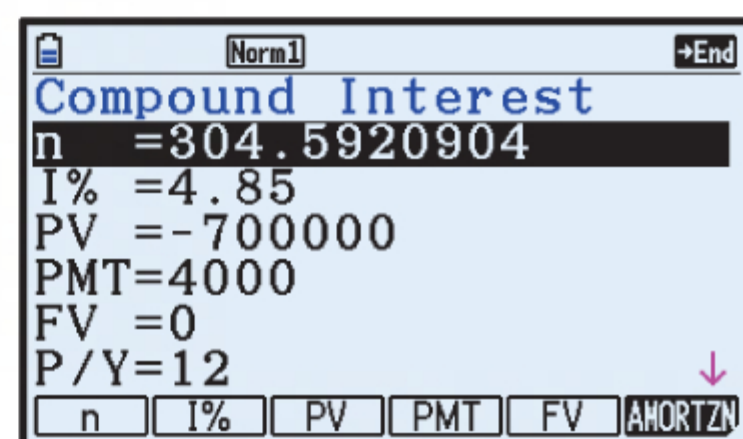 Norm1 →End
Compound Interest
n =304.5920904
I% =4.85
PV =-700000
PMT=4000
FV =0
P/Y=12 ↓
n I% PV PMT FV AMORTZN